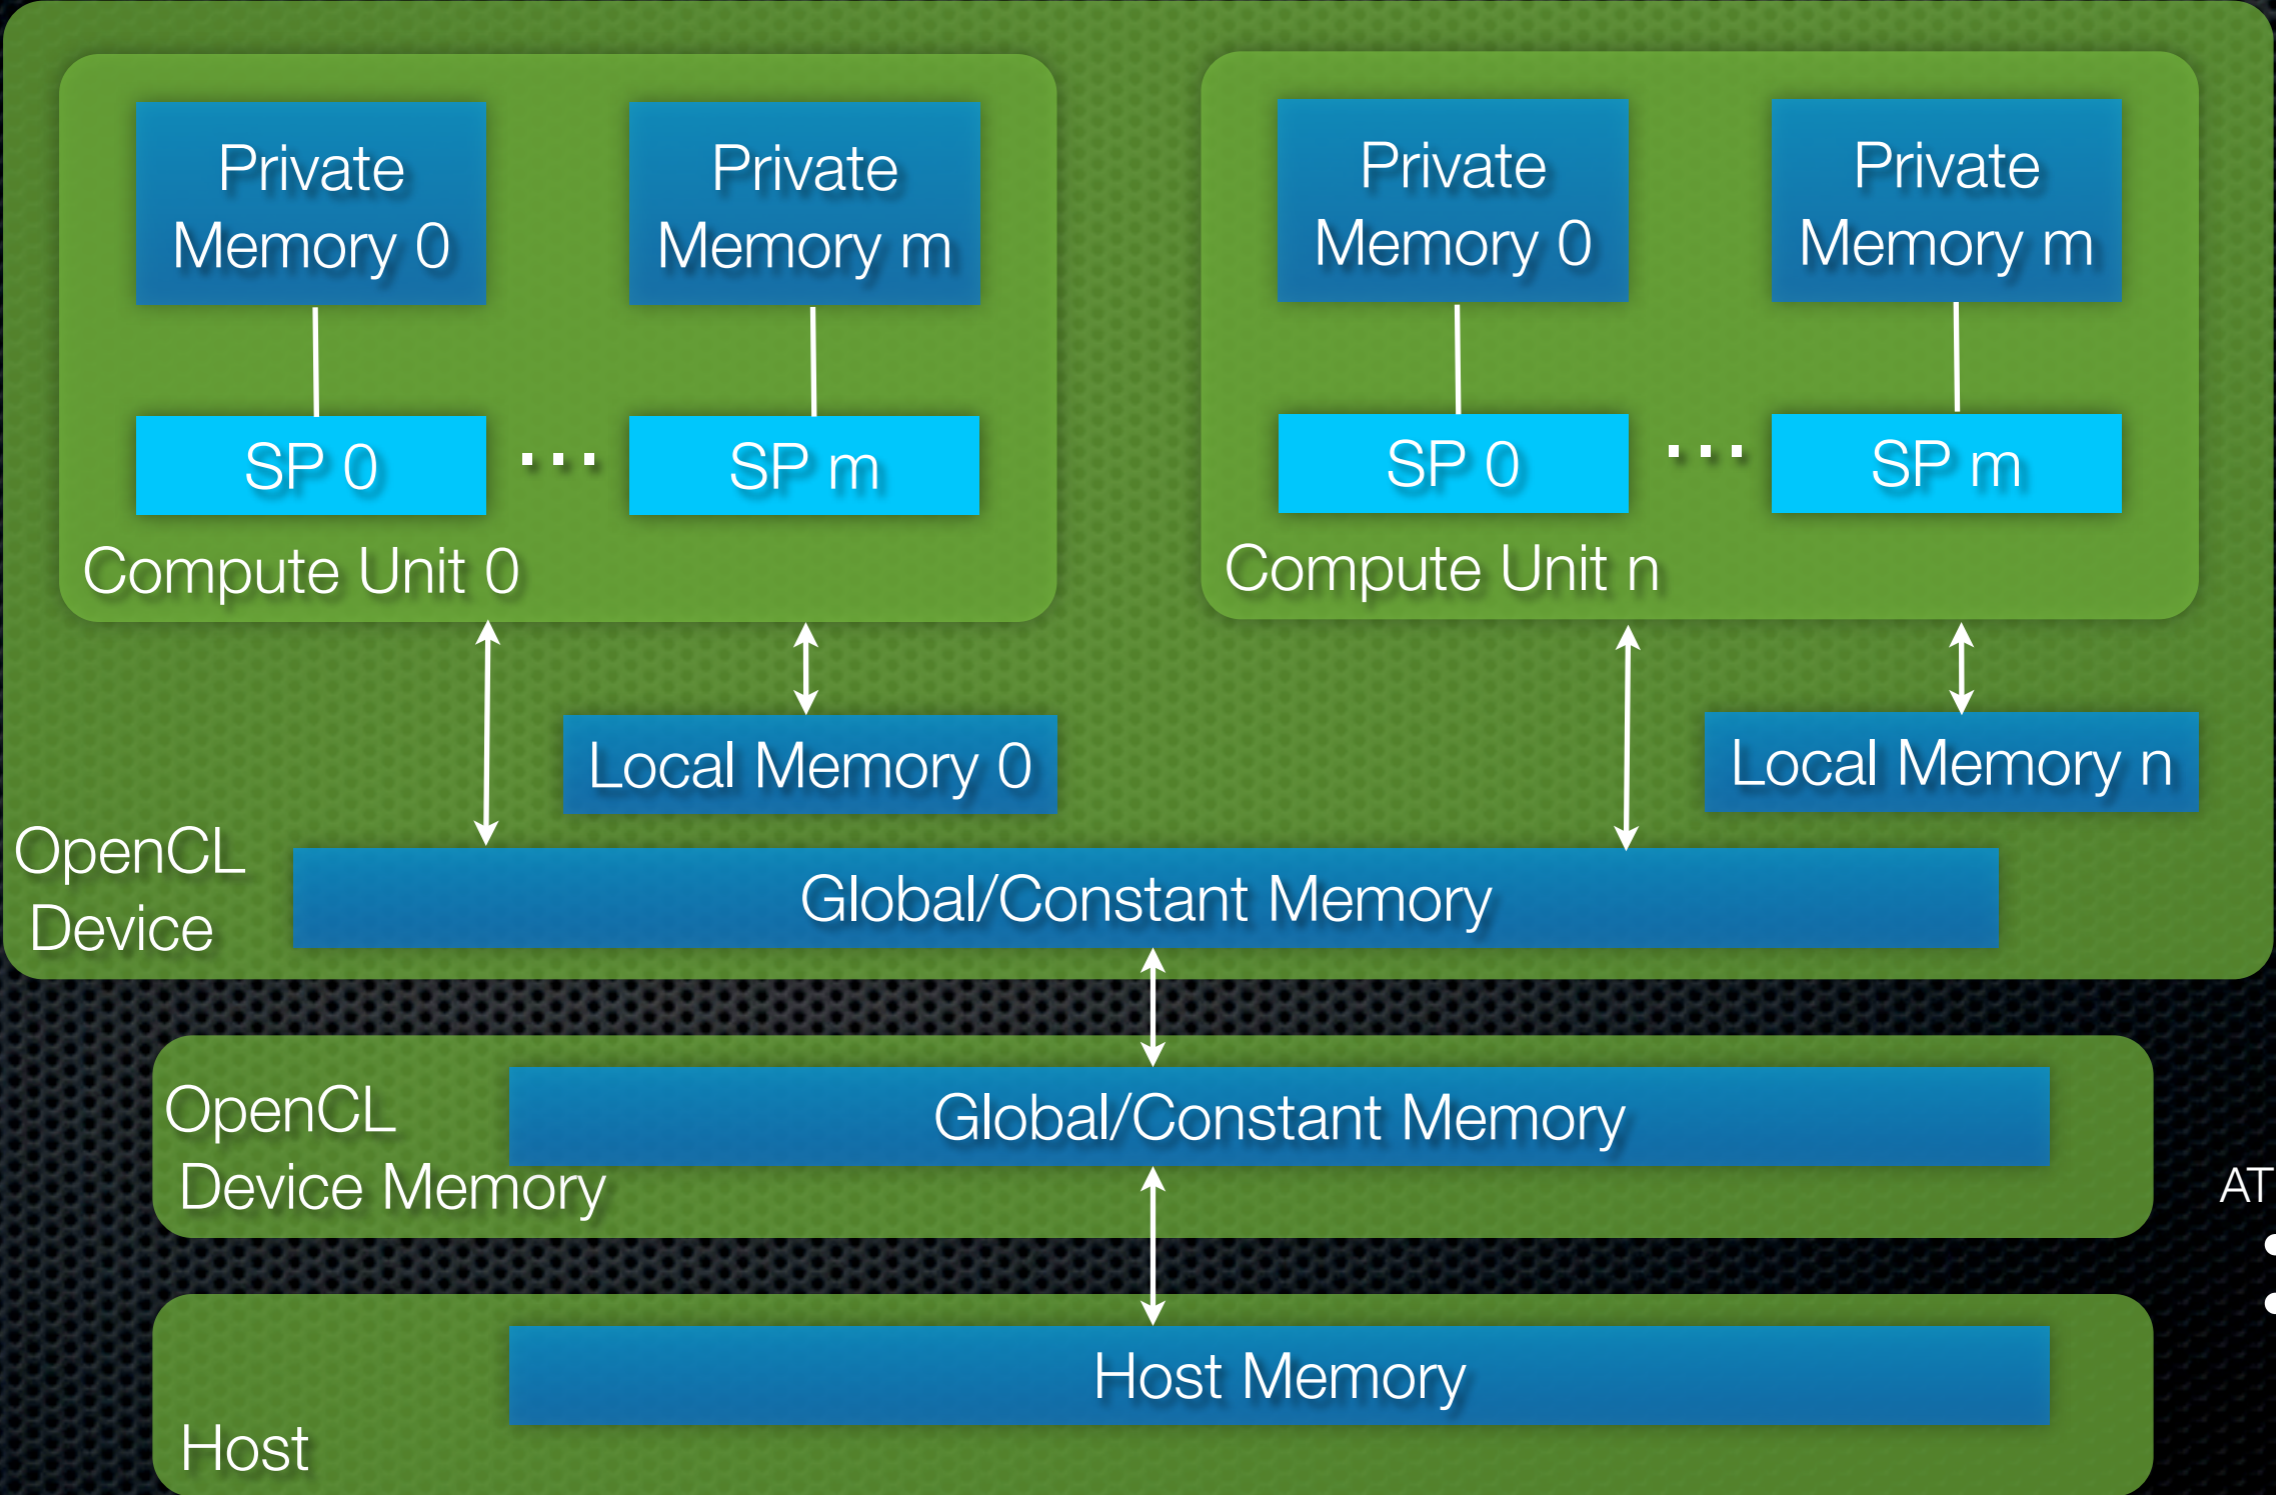 Private
Memory 0
Private
Memory m
Private
Memory 0
Private
Memory m
SP 0
...
SP m
SP 0
...
SP m
Compute Unit 0
Compute Unit n
Local Memory 0
Local Memory n
OpenCL
Device
Global/Constant Memory
OpenCL
Device Memory
Global/Constant Memory
AT
•
•
Host Memory
Host